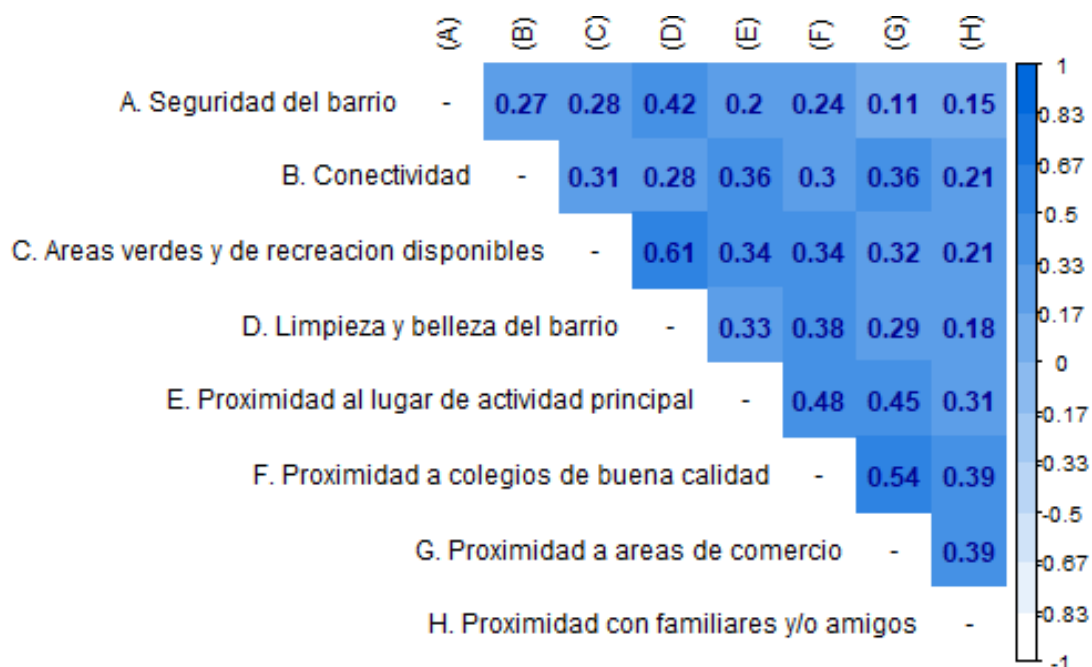 (A) (B) (C) (D) (E) (F) (G) (H)
A. Seguridad del barrio - 0.27 0.28 0.42 0.2 0.24 0.11 0.15
B. Conectividad - 0.31 0.28 0.36 0.3 0.36 0.21
C. Areas verdes y de recreacion disponibles - 0.61 0.34 0.34 0.32 0.21
D. Limpieza y belleza del barrio - 0.33 0.38 0.29 0.18
E. Proximidad al lugar de actividad principal - 0.48 0.45 0.31
F. Proximidad a colegios de buena calidad - 0.54 0.39
G. Proximidad a areas de comercio - 0.39
H. Proximidad con familiares y/o amigos -
1
0.83
0.67
0.5
0.33
0.17
0
-0.17
-0.33
-0.5
-0.67
-0.83
-1